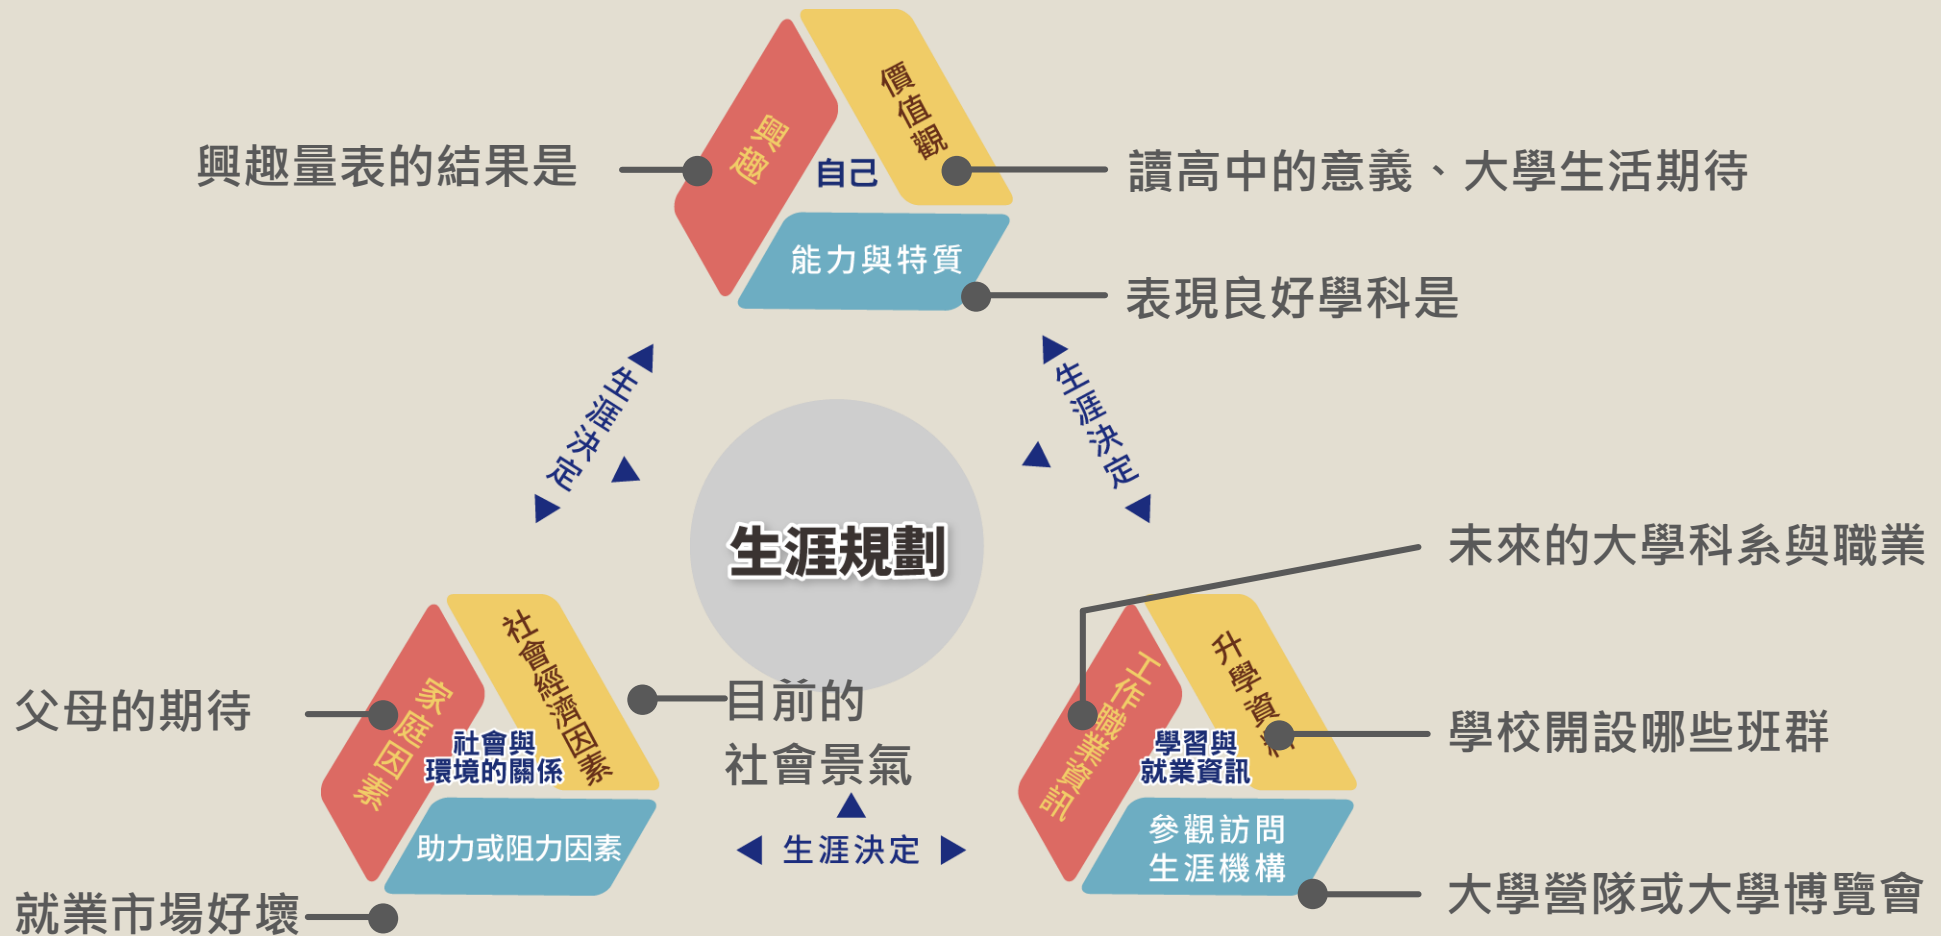 價值觀
興趣
自己
能力與特質
興趣量表的結果是
讀高中的意義、大學生活期待
表現良好學科是
生涯決定
生涯決定
生涯規劃
未來的大學科系與職業
社會經濟因素
家庭因素
社會與
環境的關係
助力或阻力因素
父母的期待
目前的
社會景氣
就業市場好壞
生涯決定
升學資料
工作職業資訊
學習與
就業資訊
參觀訪問
生涯機構
學校開設哪些班群
大學營隊或大學博覽會